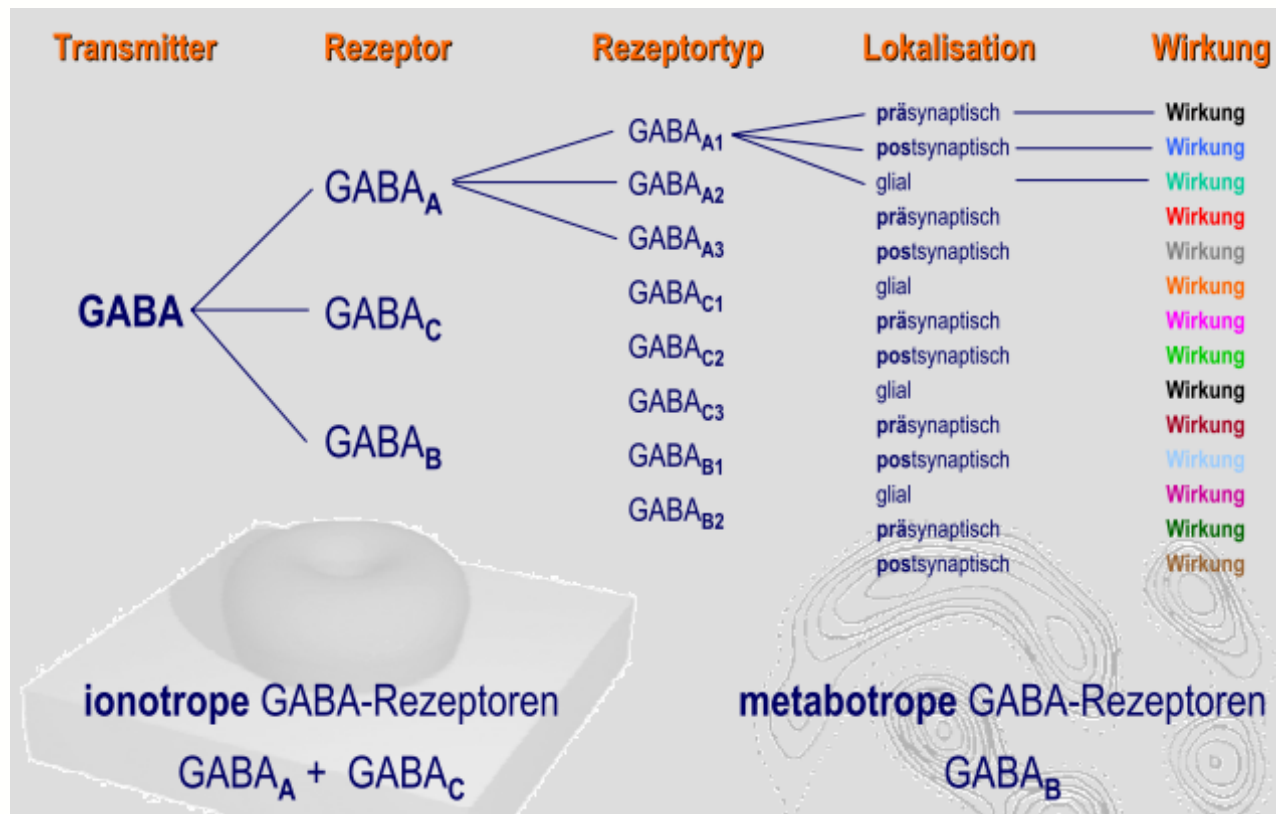 Transmitter Rezeptor Rezeptortyp Lokalisation Wirkung
präsynaptisch Wirkung
GABAA1
postsynaptisch Wirkung
GABAA
GABAA2
glial Wirkung
präsynaptisch Wirkung
GABAA3
postsynaptisch Wirkung
glial Wirkung
GABAC1
GABA
GABAC
präsynaptisch Wirkung
GABAC2
postsynaptisch Wirkung
glial Wirkung
GABAC3
präsynaptisch Wirkung
GABAB
GABAB1
postsynaptisch Wirkung
glial Wirkung
GABAB2
präsynaptisch Wirkung
postsynaptisch Wirkung
ionotrope GABA-Rezeptoren metabotrope GABA-Rezeptoren
GABAA + GABAC GABAB